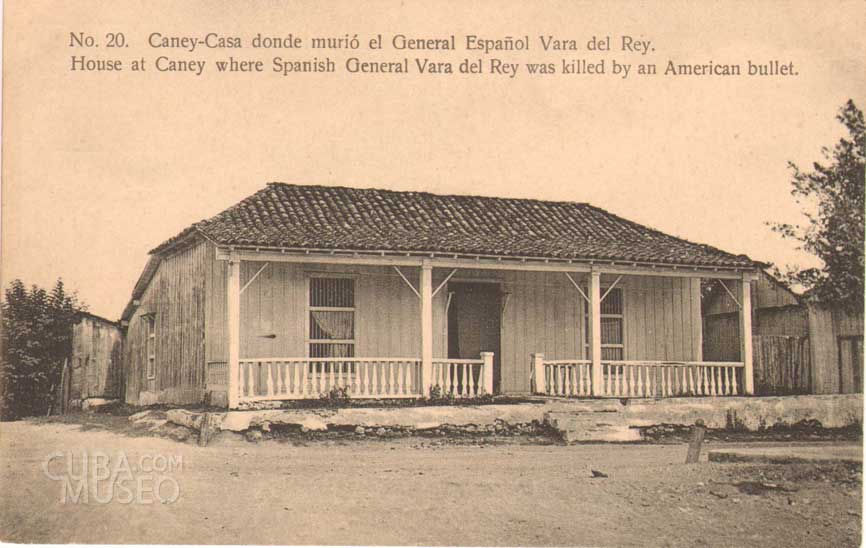 No. 20. Caney-Casa donde murió el General Español Vara del Rey.
House at Caney where Spanish General Vara del Rey was killed by an American bullet.
CUBA.COM
MUSEO